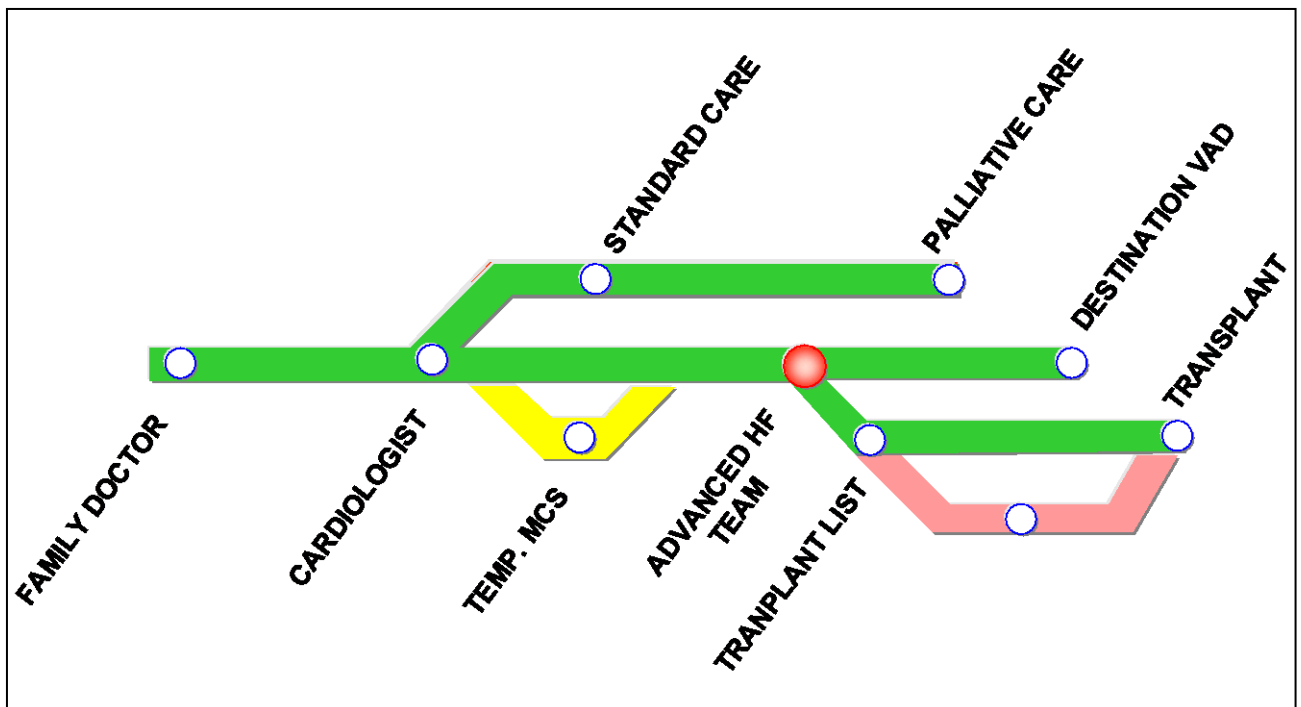 STANDARD CARE
PALLIATIVE CARE
DESTINATION VAD
TRANSPLANT
FAMILY DOCTOR
CARDIOLOGIST
TEMP. MCS
ADVANCED HF
TEAM
TRANPLANT LIST